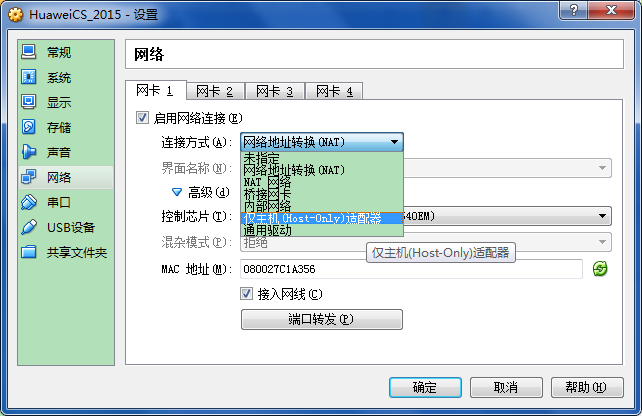 HuaweiCS_2015 - 设置
常规
系统
显示
存储
声音
网络
串口
USB设备
共享文件夹
网络
网卡 1
网卡 2
网卡 3
网卡 4
启用网络连接(E)
连接方式(A):
网络地址转换(NAT)
未指定
网络地址转换(NAT)
NAT 网络
桥接网卡
内部网络
仅主机(Host-Only)适配器
通用驱动
界面名称(N):
高级(d)
控制芯片(T):
540EM)
混杂模式(P):
拒绝
仅主机(Host-Only)适配器
MAC 地址(M):
080027C1A356
接入网线(C)
端口转发(P)
确定
取消
帮助(H)